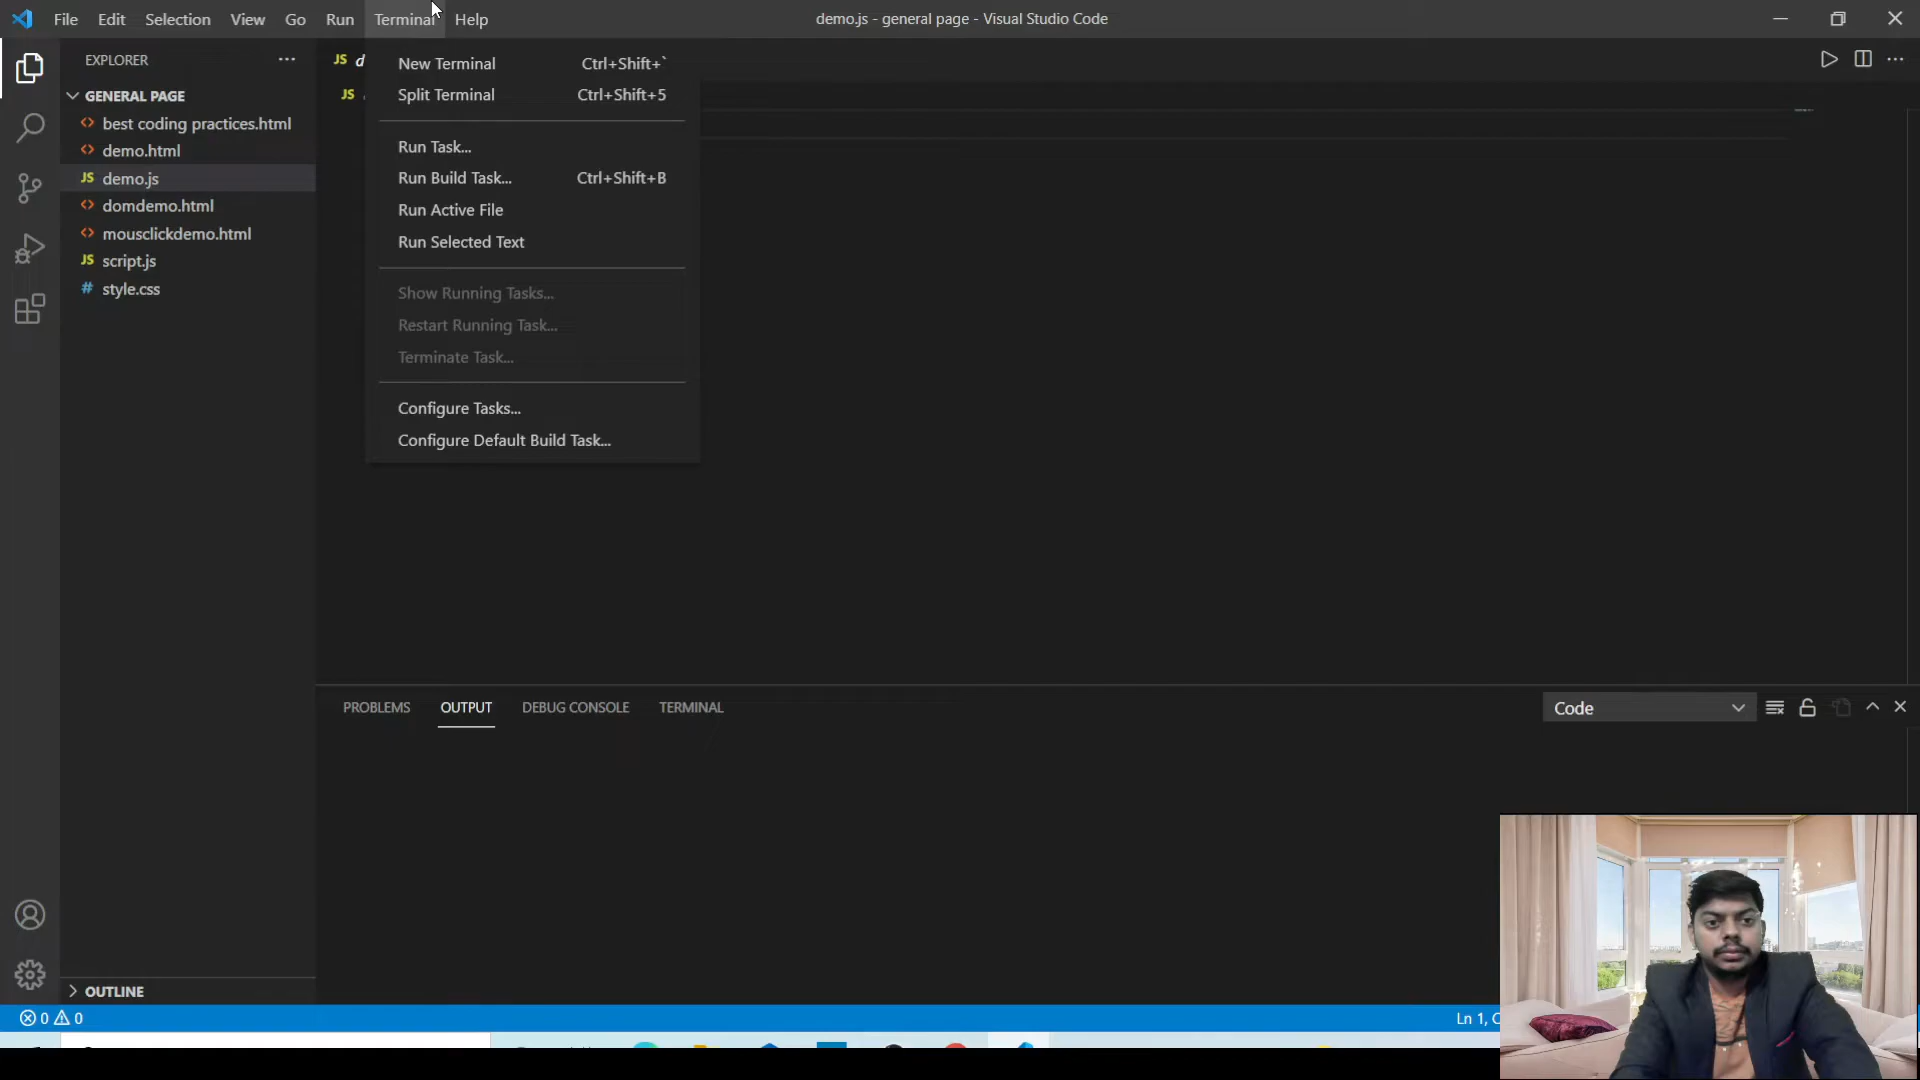 File Edit Selection View Go Run Terminal Help
demo.js - general page - Visual Studio Code
EXPLORER
GENERAL PAGE
<> best coding practices.html
<> demo.html
JS demo.js
<> domdemo.html
<> mousclickdemo.html
JS script.js
# style.css
OUTLINE
JS d
JS
New Terminal Ctrl+Shift+`
Split Terminal Ctrl+Shift+5
Run Task...
Run Build Task... Ctrl+Shift+B
Run Active File
Run Selected Text
Show Running Tasks...
Restart Running Task...
Terminate Task...
Configure Tasks...
Configure Default Build Task...
PROBLEMS OUTPUT DEBUG CONSOLE TERMINAL
Code
0 0
Ln 1, C